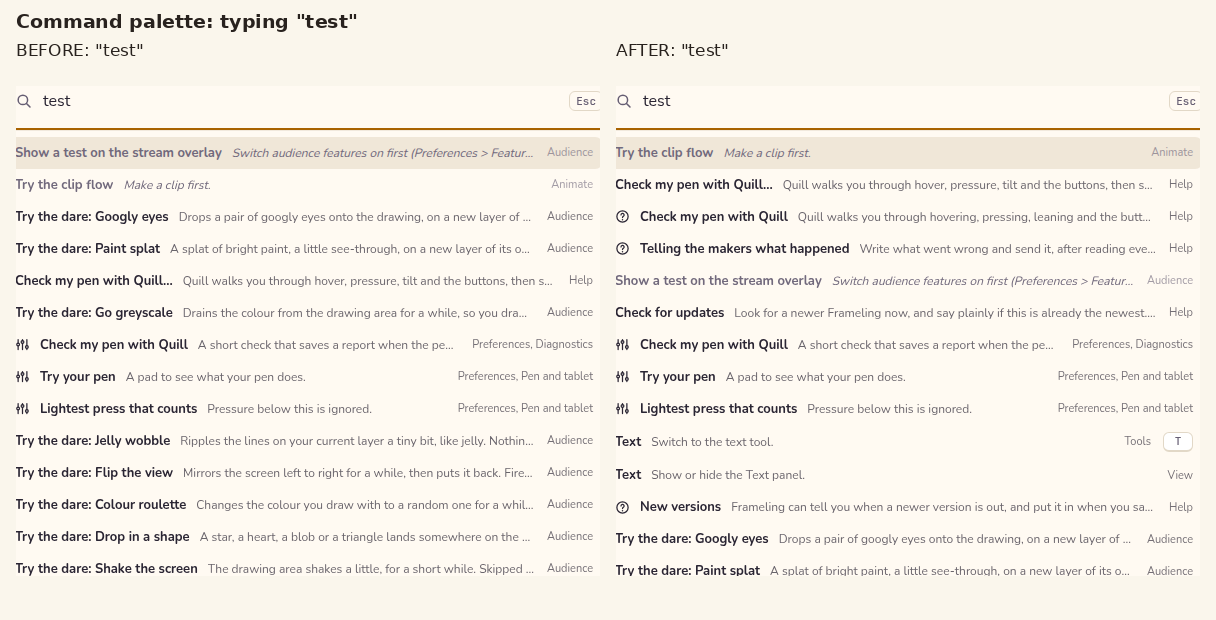 Command palette: typing "test"
BEFORE: "test"
test Esc
Show a test on the stream overlay Switch audience features on first (Preferences > Featur... Audience
Try the clip flow Make a clip first. Animate
Try the dare: Googly eyes Drops a pair of googly eyes onto the drawing, on a new layer of ... Audience
Try the dare: Paint splat A splat of bright paint, a little see-through, on a new layer of its o... Audience
Check my pen with Quill... Quill walks you through hover, pressure, tilt and the buttons, then s... Help
Try the dare: Go greyscale Drains the colour from the drawing area for a while, so you dra... Audience
Check my pen with Quill A short check that saves a report when the pe... Preferences, Diagnostics
Try your pen A pad to see what your pen does. Preferences, Pen and tablet
Lightest press that counts Pressure below this is ignored. Preferences, Pen and tablet
Try the dare: Jelly wobble Ripples the lines on your current layer a tiny bit, like jelly. Nothin... Audience
Try the dare: Flip the view Mirrors the screen left to right for a while, then puts it back. Fire... Audience
Try the dare: Colour roulette Changes the colour you draw with to a random one for a whil... Audience
Try the dare: Drop in a shape A star, a heart, a blob or a triangle lands somewhere on the ... Audience
Try the dare: Shake the screen The drawing area shakes a little, for a short while. Skipped ... Audience
AFTER: "test"
test Esc
Try the clip flow Make a clip first. Animate
Check my pen with Quill... Quill walks you through hover, pressure, tilt and the buttons, then s... Help
Check my pen with Quill Quill walks you through hovering, pressing, leaning and the butt... Help
Telling the makers what happened Write what went wrong and send it, after reading eve... Help
Show a test on the stream overlay Switch audience features on first (Preferences > Featur... Audience
Check for updates Look for a newer Frameling now, and say plainly if this is already the newest.... Help
Check my pen with Quill A short check that saves a report when the pe... Preferences, Diagnostics
Try your pen A pad to see what your pen does. Preferences, Pen and tablet
Lightest press that counts Pressure below this is ignored. Preferences, Pen and tablet
Text Switch to the text tool. Tools T
Text Show or hide the Text panel. View
New versions Frameling can tell you when a newer version is out, and put it in when you sa... Help
Try the dare: Googly eyes Drops a pair of googly eyes onto the drawing, on a new layer of ... Audience
Try the dare: Paint splat A splat of bright paint, a little see-through, on a new layer of its o... Audience